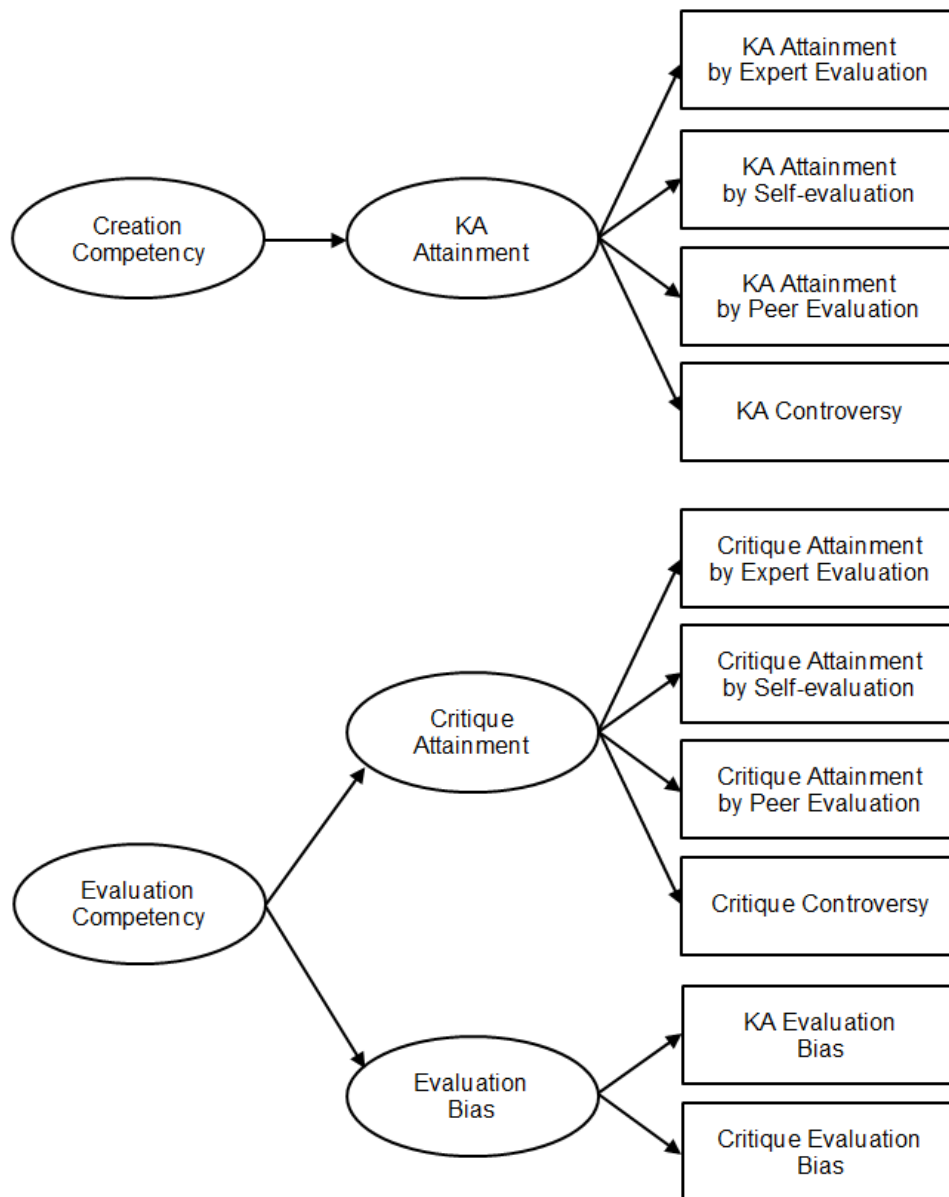 KA Attainment
by Expert Evaluation
KA Attainment
by Self-evaluation
Creation
Competency
KA
Attainment
KA Attainment
by Peer Evaluation
KA Controversy
Critique Attainment
by Expert Evaluation
Critique Attainment
by Self-evaluation
Critique
Attainment
Critique Attainment
by Peer Evaluation
Evaluation
Competency
Critique Controversy
KA Evaluation
Bias
Evaluation
Bias
Critique Evaluation
Bias